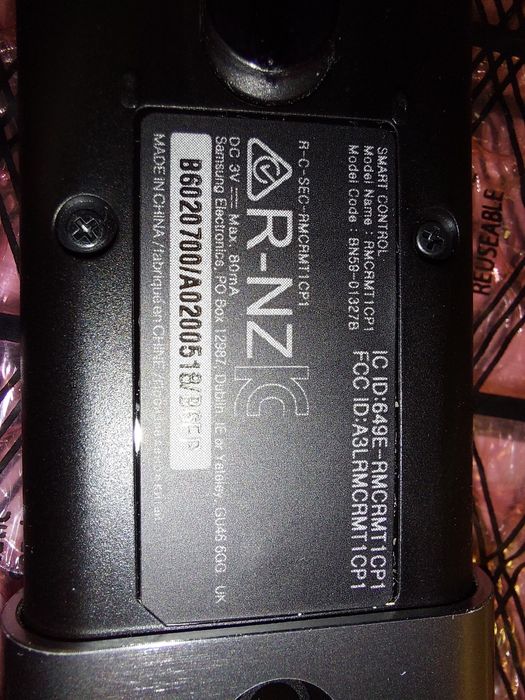 SMART CONTROL
Model Name : RMCRMT1CP1
Model Code : BN59-01327B
IC ID:649E-RMCRMT1CP1
FCC ID:A3LRMCRMT1CP1
R-C-SEC-RMCRMT1CP1
R-NZ
DC 3V Max. 80mA
Samsung Electronics, PO Box 12987, Dublin. IE or Yateley, GU46 6GG, UK
B6020700/A0200518/
MADE IN CHINA / fabriqué en CHINE /
REUSEABLE